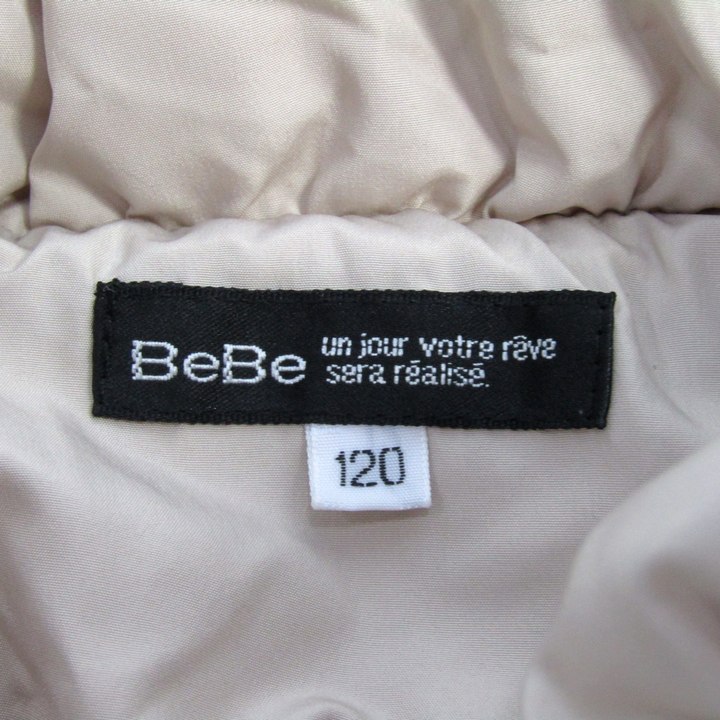 BeBe
un jour votre rêve
sera réalisé.
120